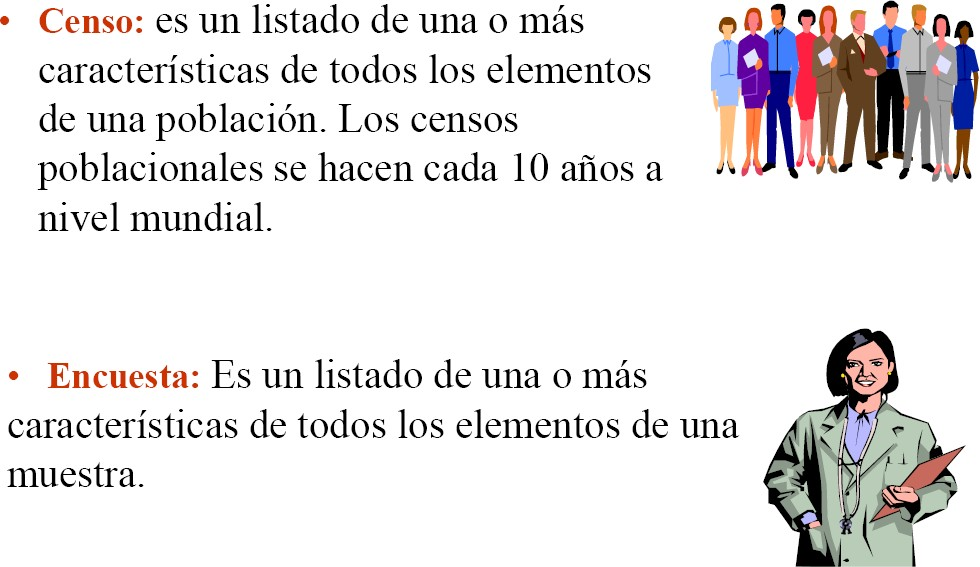 • Censo: es un listado de una o más
características de todos los elementos
de una población. Los censos
poblacionales se hacen cada 10 años a
nivel mundial.
• Encuesta: Es un listado de una o más
características de todos los elementos de una
muestra.